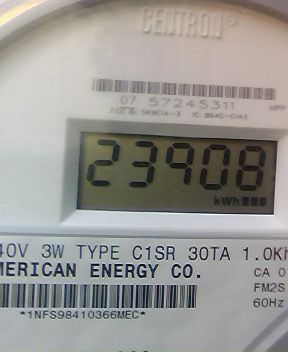 CENTRON
07 57245311
23908
kWh
40V 3W TYPE C1SR 30TA 1.0Kh
MERICAN ENERGY CO.
CA 0
FM2S
60Hz
*1NFS98410366MEC*